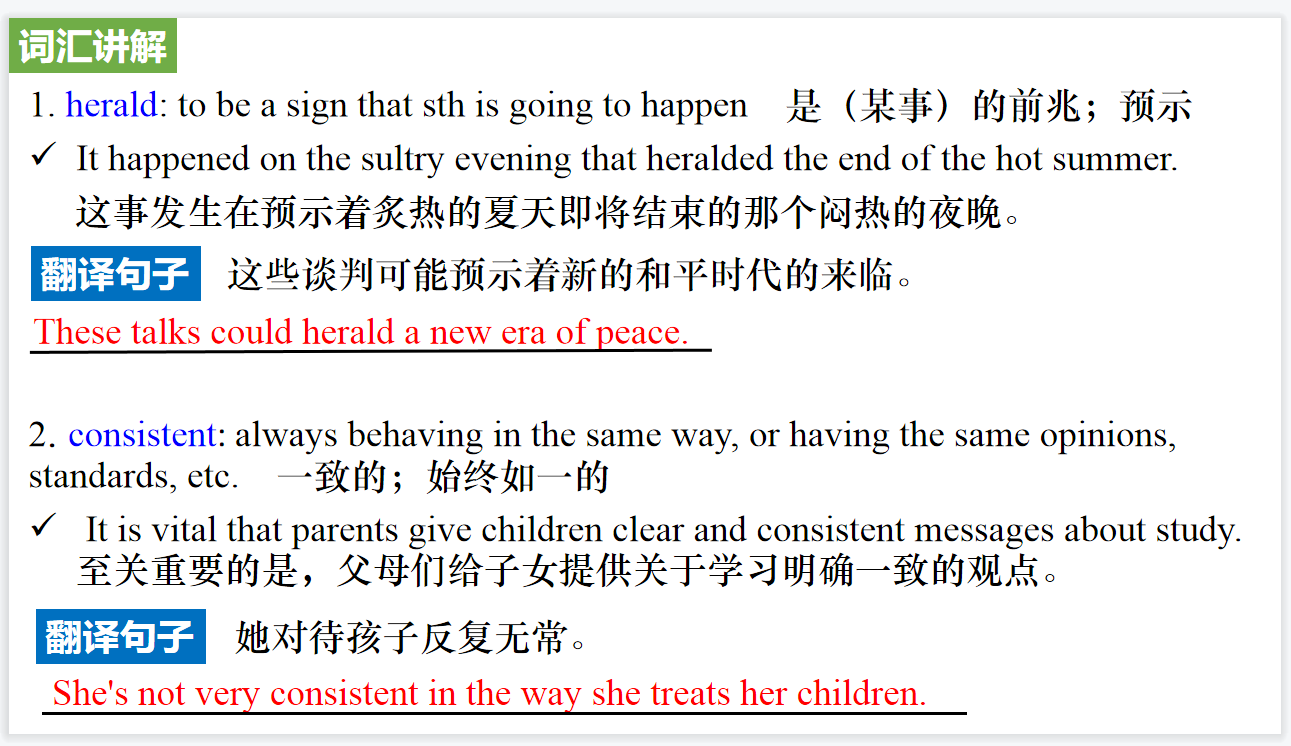 词汇讲解
1. herald: to be a sign that sth is going to happen 是（某事）的前兆；预示
✓ It happened on the sultry evening that heralded the end of the hot summer.
这事发生在预示着炙热的夏天即将结束的那个闷热的夜晚。
翻译句子 这些谈判可能预示着新的和平时代的来临。
These talks could herald a new era of peace.
2. consistent: always behaving in the same way, or having the same opinions,
standards, etc. 一致的；始终如一的
✓ It is vital that parents give children clear and consistent messages about study.
至关重要的是，父母们给子女提供关于学习明确一致的观点。
翻译句子 她对待孩子反复无常。
She's not very consistent in the way she treats her children.